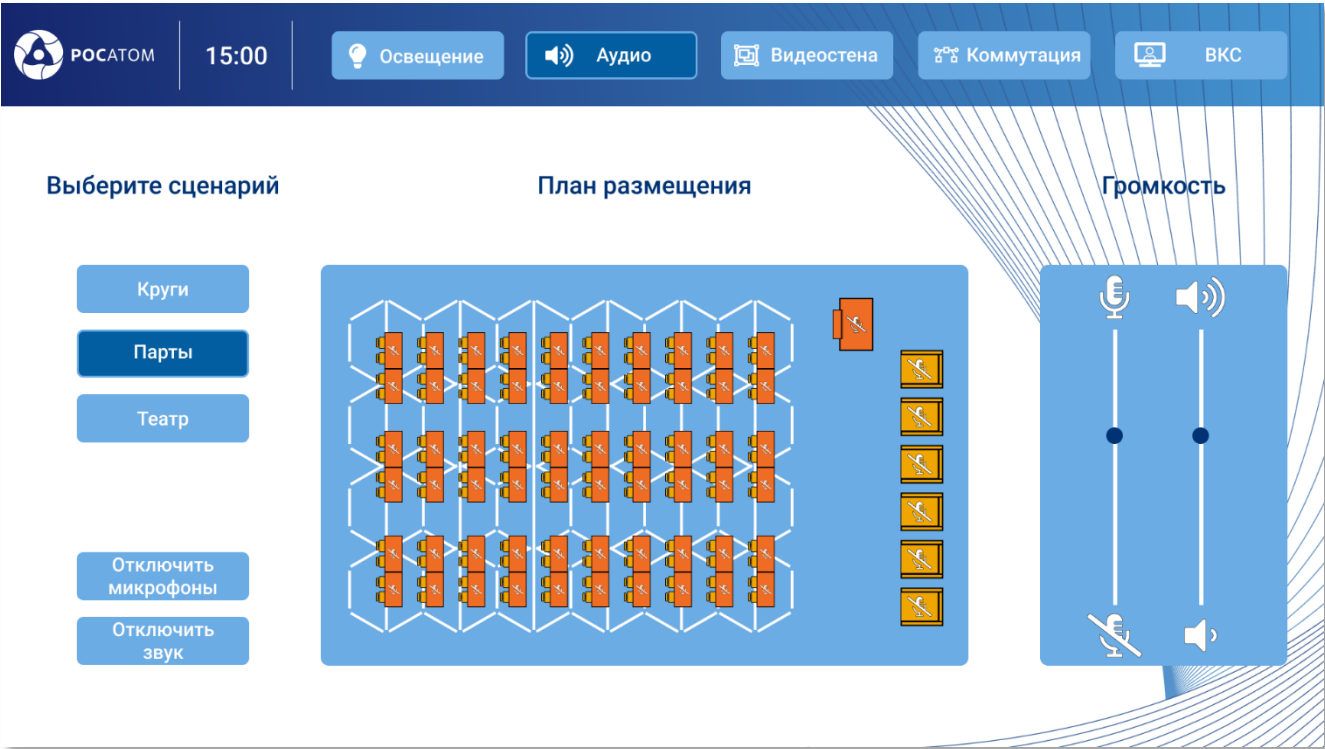 РОСАТОМ
15:00
Освещение
Аудио
Видеостена
Коммутация
ВКС
Выберите сценарий
План размещения
Громкость
Круги
Парты
Театр
Отключить
микрофоны
Отключить
звук